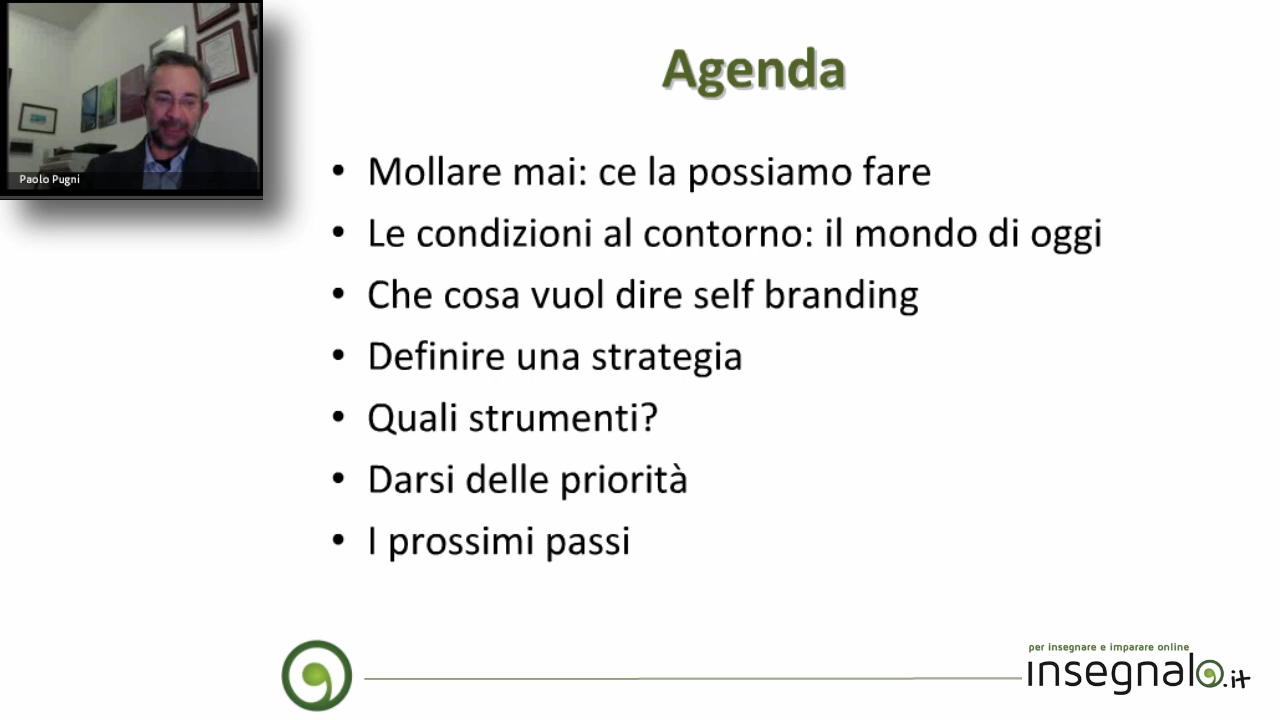 Paolo Pugni
Agenda
• Mollare mai: ce la possiamo fare
• Le condizioni al contorno: il mondo di oggi
• Che cosa vuol dire self branding
• Definire una strategia
• Quali strumenti?
• Darsi delle priorità
• I prossimi passi
per insegnare e imparare online
insegnalo.it